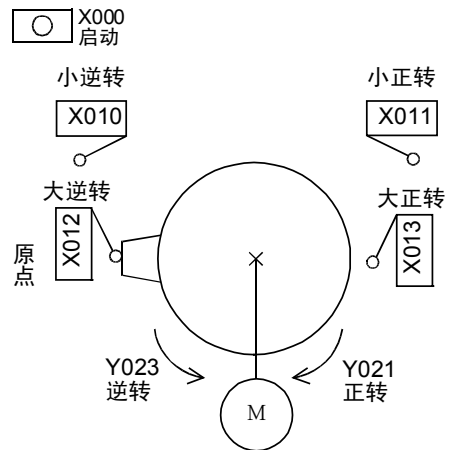 X000
启动
小逆转
小正转
X010
X011
大逆转
大正转
X012
X013
原点
Y023
逆转
Y021
正转
M